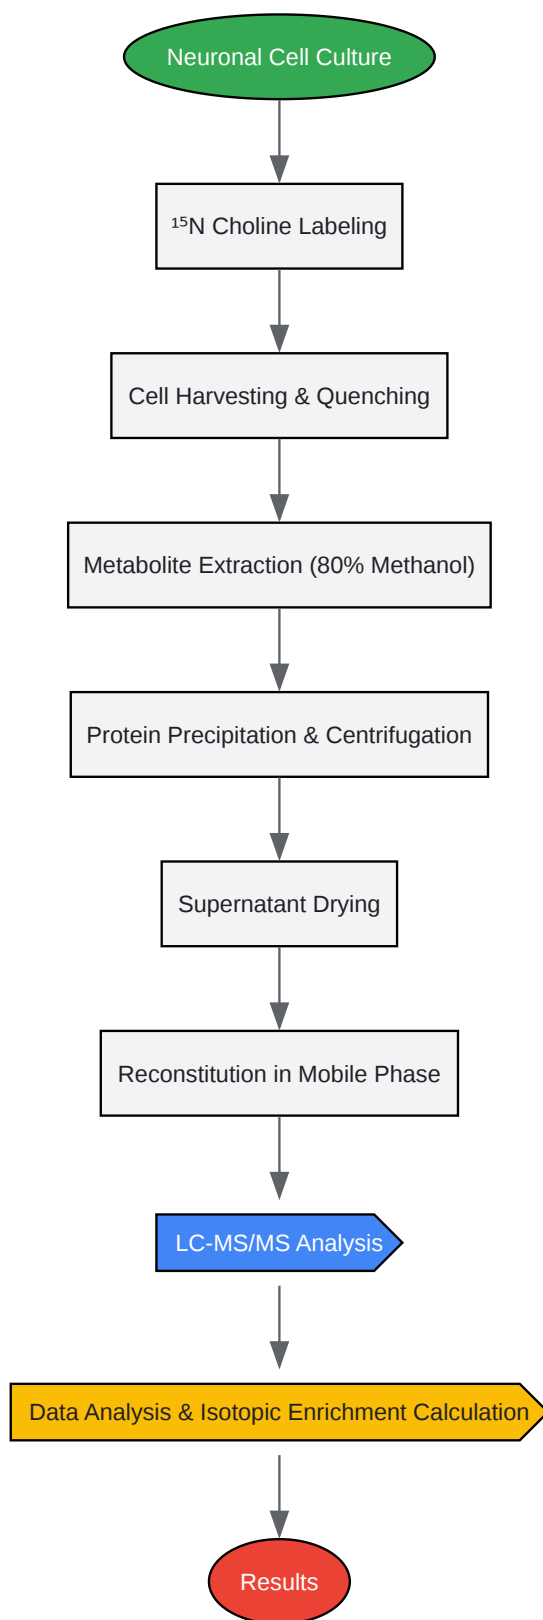 Neuronal Cell Culture
¹⁵N Choline Labeling
Cell Harvesting & Quenching
Metabolite Extraction (80% Methanol)
Protein Precipitation & Centrifugation
Supernatant Drying
Reconstitution in Mobile Phase
LC-MS/MS Analysis
Data Analysis & Isotopic Enrichment Calculation
Results